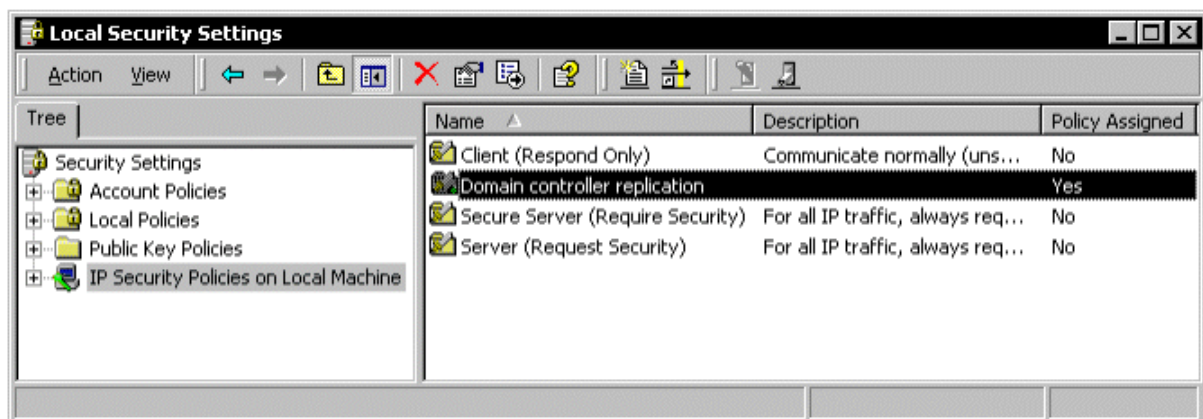 Local Security Settings
Action View
Tree
Name Description Policy Assigned
Security Settings
Account Policies
Local Policies
Public Key Policies
IP Security Policies on Local Machine
Client (Respond Only) Communicate normally (uns... No
Domain controller replication Yes
Secure Server (Require Security) For all IP traffic, always req... No
Server (Request Security) For all IP traffic, always req... No